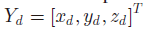 Y_d = [x_d, y_d, z_d]^T